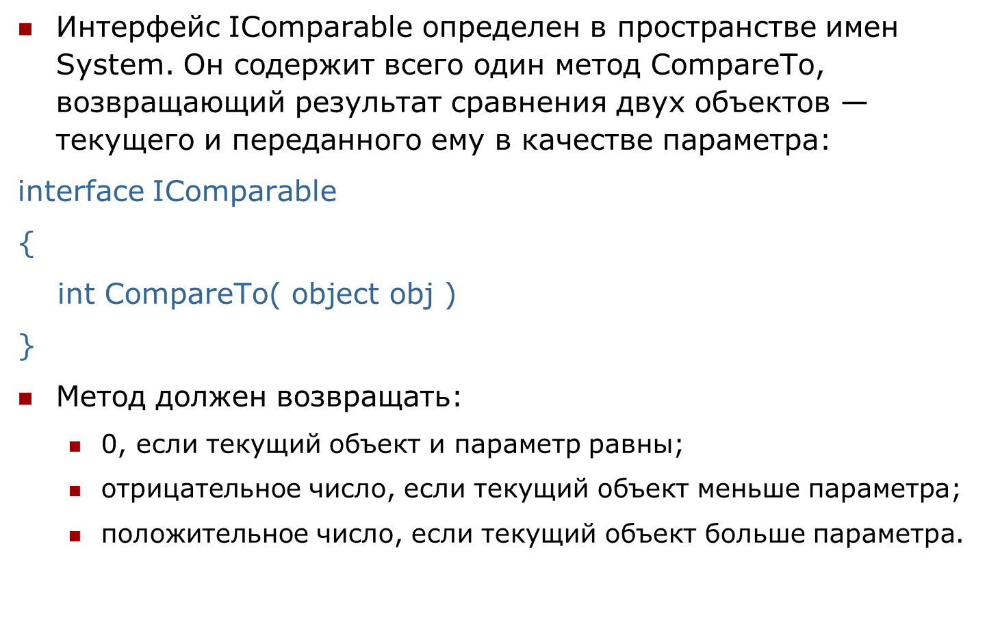 Интерфейс IComparable определен в пространстве имен
System. Он содержит всего один метод CompareTo,
возвращающий результат сравнения двух объектов —
текущего и переданного ему в качестве параметра:
interface IComparable
{
int CompareTo( object obj )
}
Метод должен возвращать:
0, если текущий объект и параметр равны;
отрицательное число, если текущий объект меньше параметра;
положительное число, если текущий объект больше параметра.